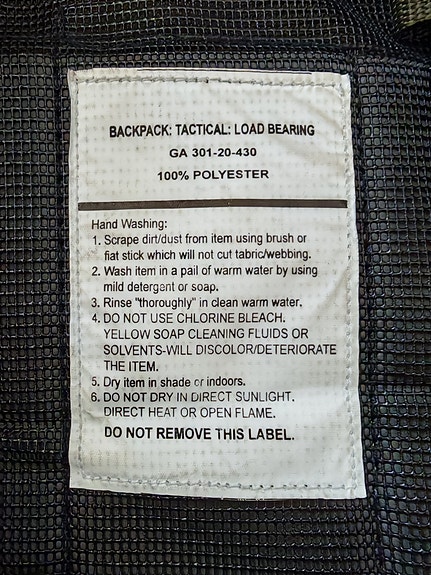 BACKPACK: TACTICAL: LOAD BEARING
GA 301-20-430
100% POLYESTER
Hand Washing:
1. Scrape dirt/dust from item using brush or
fiat stick which will not cut tabric/webbing.
2. Wash item in a pail of warm water by using
mild detergent or soap.
3. Rinse "thoroughly" in clean warm water.
4. DO NOT USE CHLORINE BLEACH.
YELLOW SOAP CLEANING FLUIDS OR
SOLVENTS-WILL DISCOLOR/DETERIORATE
THE ITEM.
5. Dry item in shade or indoors.
6. DO NOT DRY IN DIRECT SUNLIGHT.
DIRECT HEAT OR OPEN FLAME.
DO NOT REMOVE THIS LABEL.